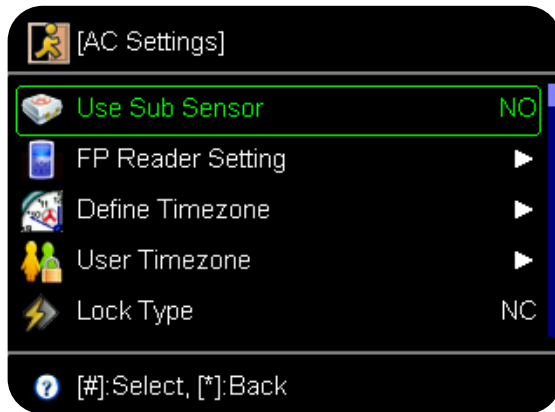 [AC Settings]
Use Sub Sensor NO
FP Reader Setting
Define Timezone
User Timezone
Lock Type NC
[#]:Select, [*]:Back